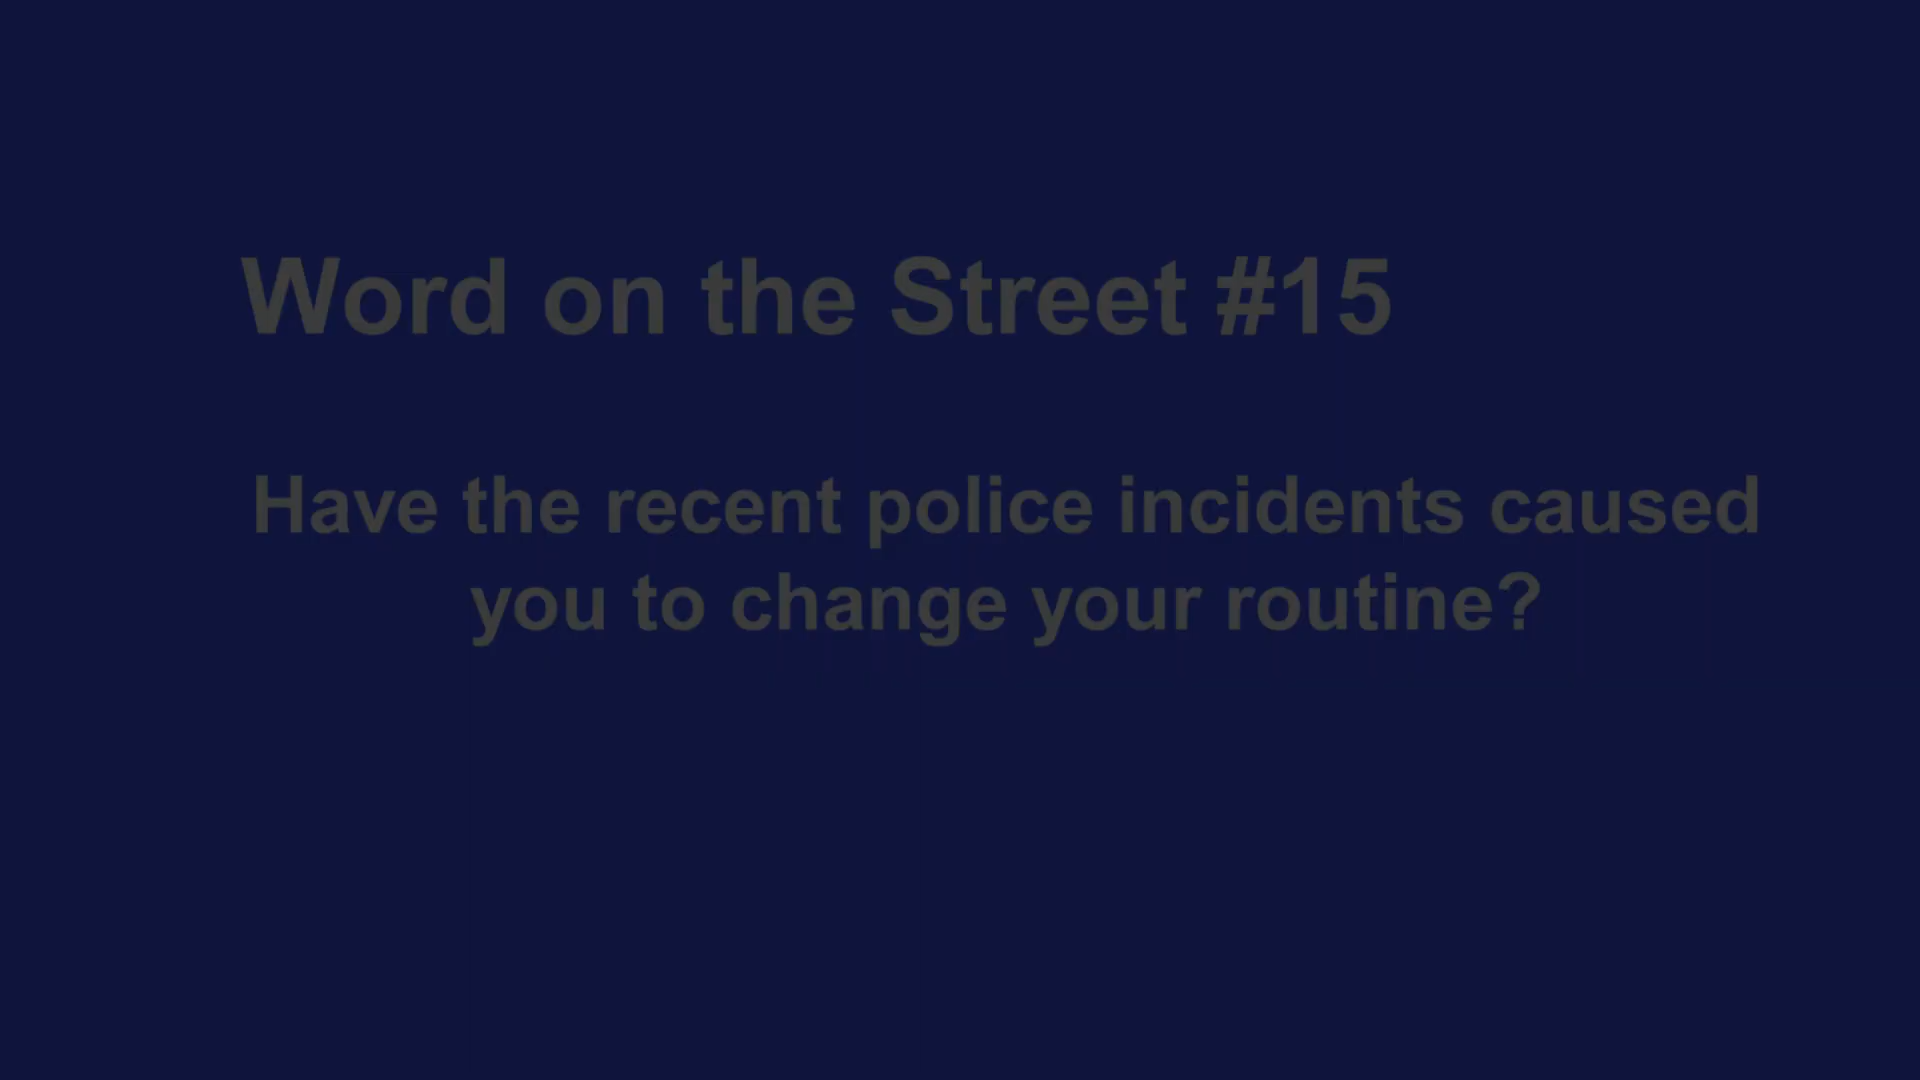 Word on the Street #15
Have the recent police incidents caused
you to change your routine?